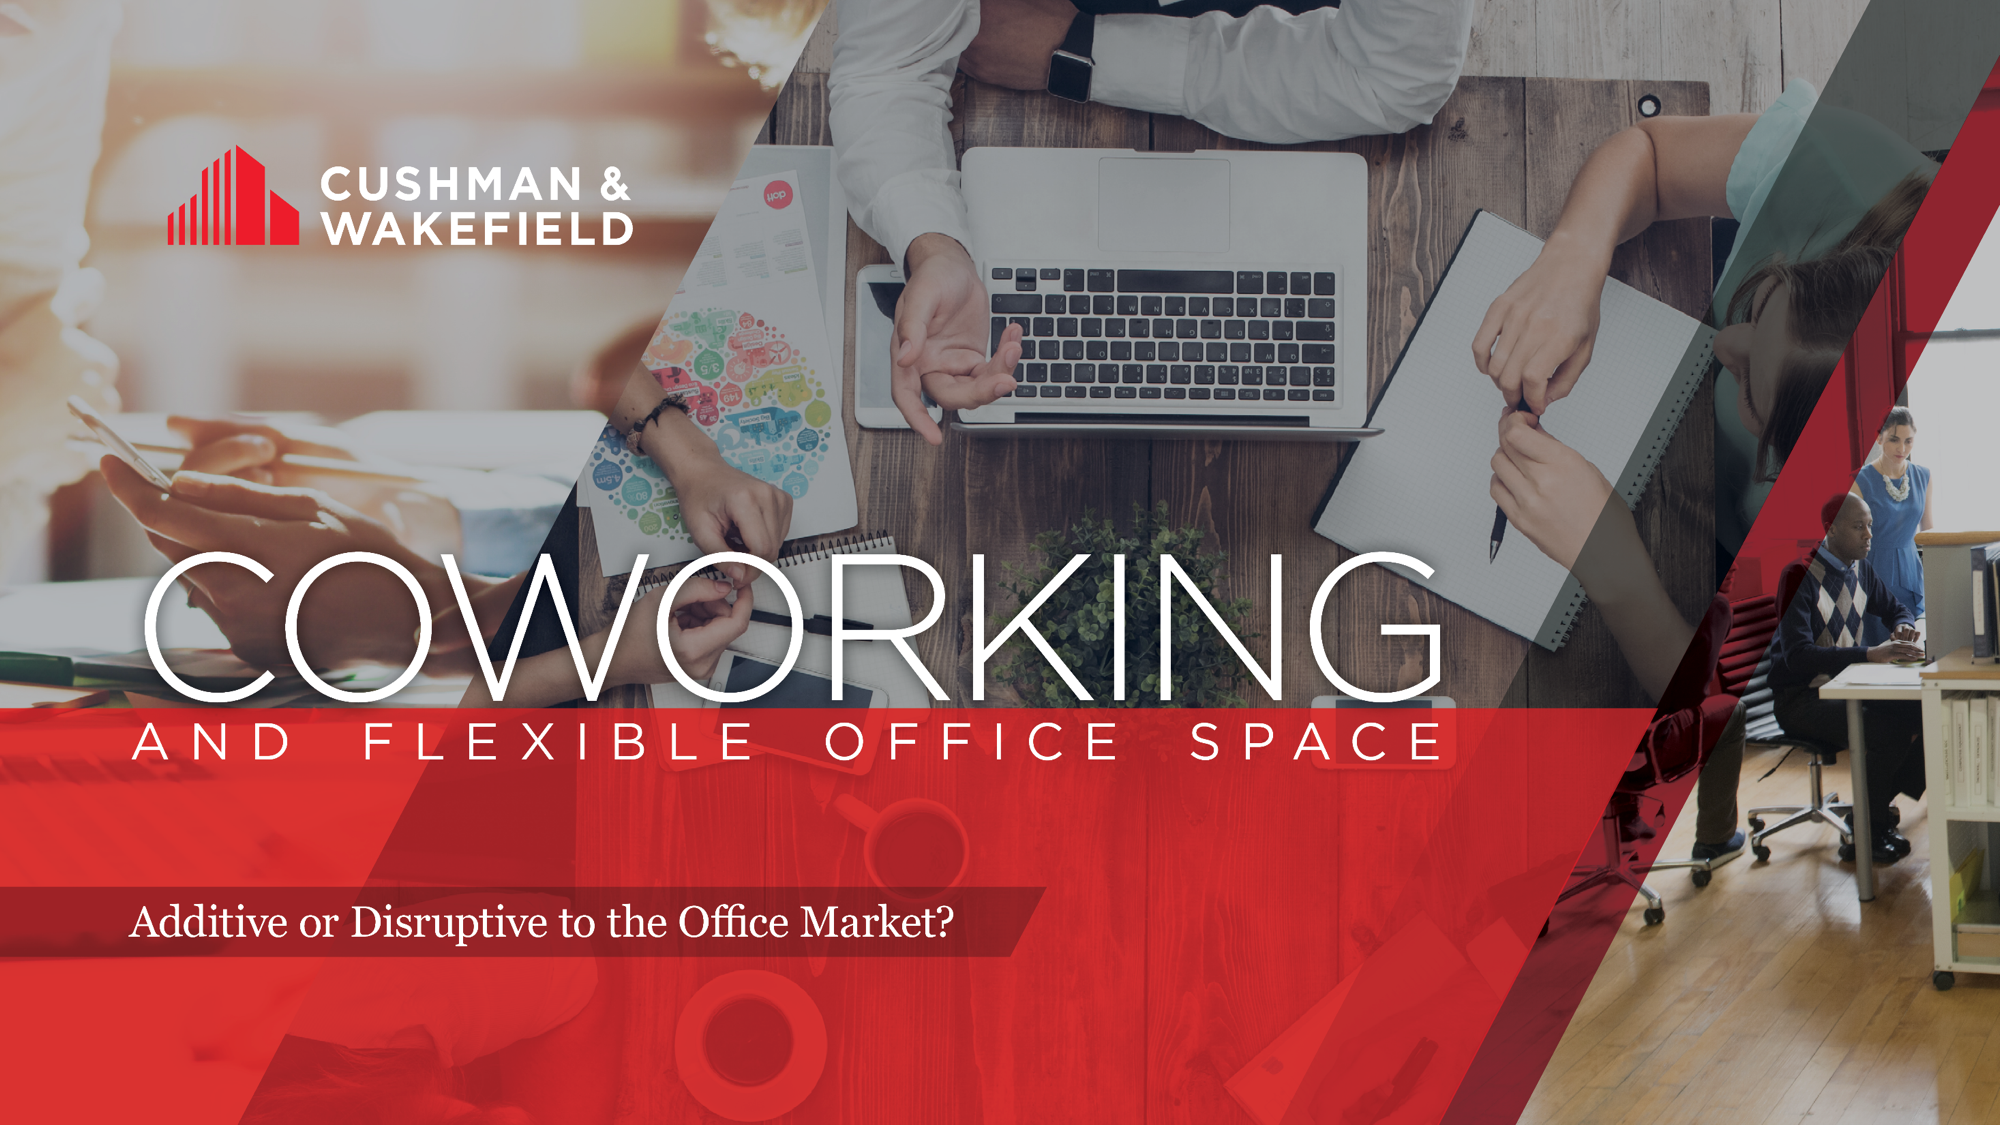 CUSHMAN &
WAKEFIELD
COWORKING
AND FLEXIBLE OFFICE SPACE
Additive or Disruptive to the Office Market?